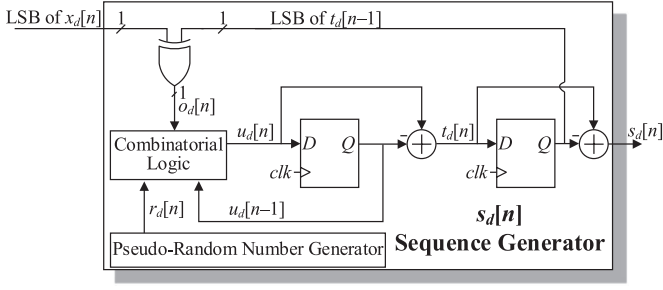 LSB of x_d[n]
1
1
LSB of t_d[n−1]
1
o_d[n]
Combinatorial
Logic
u_d[n]
D
Q
clk
−
+
t_d[n]
D
Q
clk
−
+
s_d[n]
r_d[n]
u_d[n−1]
Pseudo-Random Number Generator
s_d[n]
Sequence Generator